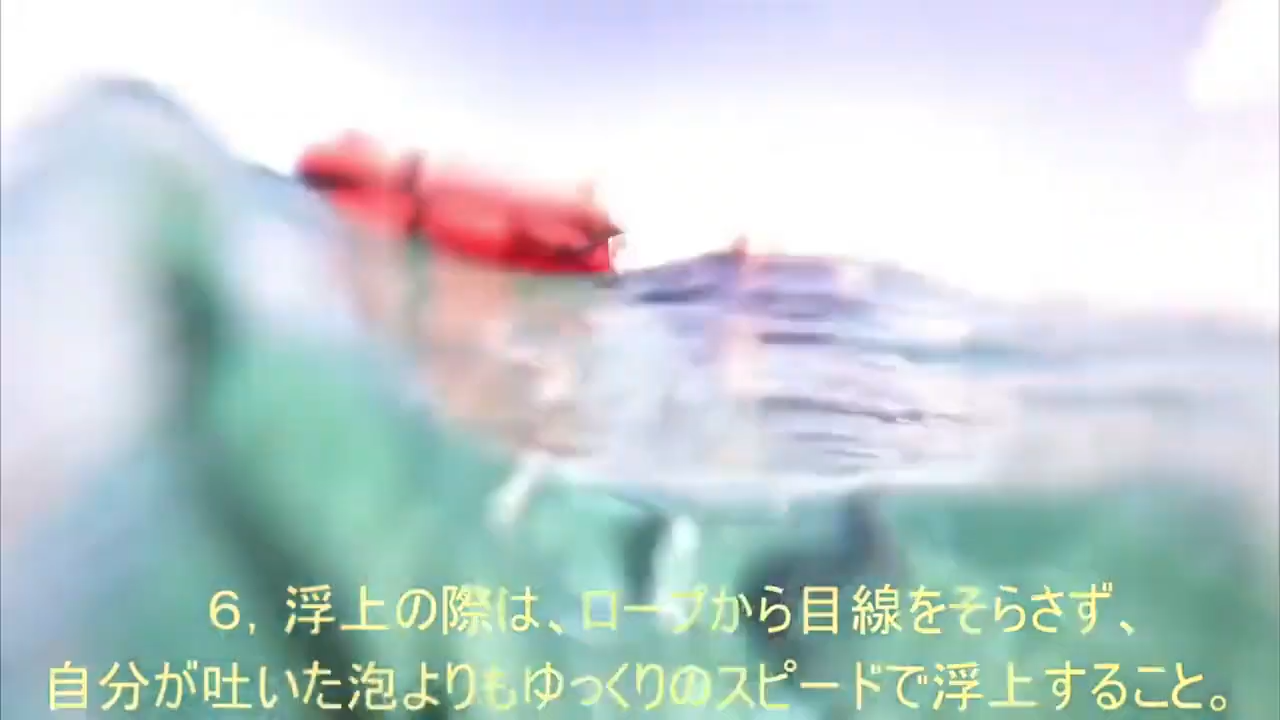 ６，浮上の際は、ロープから目線をそらさず、
自分が吐いた泡よりもゆっくりのスピードで浮上すること。